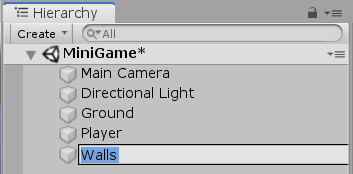 Hierarchy
Create All
MiniGame*
Main Camera
Directional Light
Ground
Player
Walls